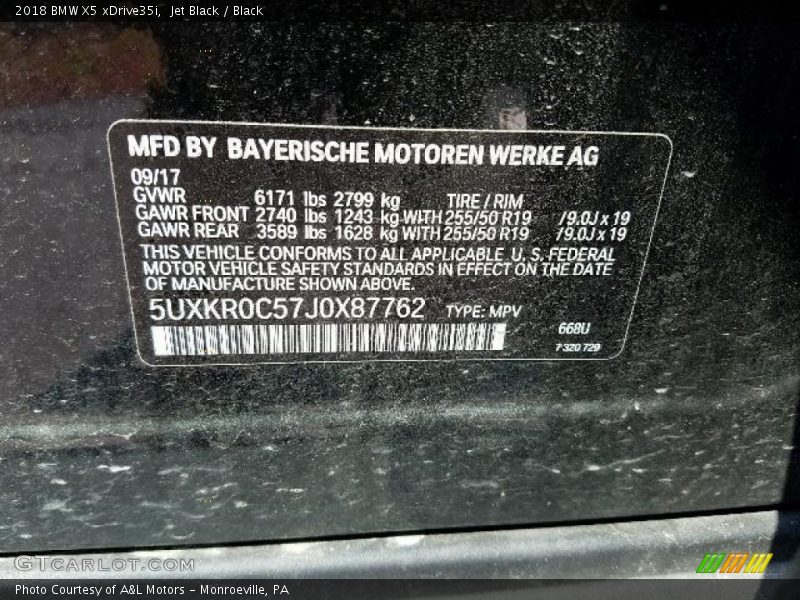 2018 BMW X5 xDrive35i, Jet Black / Black
MFD BY BAYERISCHE MOTOREN WERKE AG
09/17
GVWR 6171 lbs 2799 kg TIRE / RIM
GAWR FRONT 2740 lbs 1243 kg WITH 255/50 R19 /9.0J x 19
GAWR REAR 3589 lbs 1628 kg WITH 255/50 R19 /9.0J x 19
THIS VEHICLE CONFORMS TO ALL APPLICABLE U. S. FEDERAL
MOTOR VEHICLE SAFETY STANDARDS IN EFFECT ON THE DATE
OF MANUFACTURE SHOWN ABOVE.
5UXKR0C57J0X87762 TYPE: MPV
668U
7 320 729
GTCARLOT.COM
Photo Courtesy of A&L Motors - Monroeville, PA